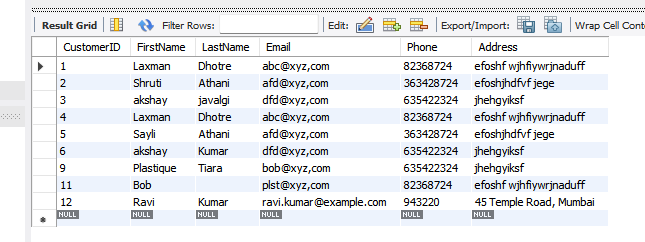 Result Grid Filter Rows: Edit: Export/Import: Wrap Cell Conte
CustomerID FirstName LastName Email Phone Address
1 Laxman Dhotre abc@xyz,com 82368724 efoshf wjhfiywrjnaduff
2 Shruti Athani afd@xyz,com 363428724 efoshjhdfvf jege
3 akshay javalgi dfd@xyz,com 635422324 jhehgyiksf
4 Laxman Dhotre abc@xyz,com 82368724 efoshf wjhfiywrjnaduff
5 Sayli Athani afd@xyz,com 363428724 efoshjhdfvf jege
6 akshay Kumar dfd@xyz,com 635422324 jhehgyiksf
9 Plastique Tiara bob@xyz,com 635422324 jhehgyiksf
11 Bob plst@xyz,com 82368724 efoshf wjhfiywrjnaduff
12 Ravi Kumar ravi.kumar@example.com 943220 45 Temple Road, Mumbai
NULL NULL NULL NULL NULL NULL